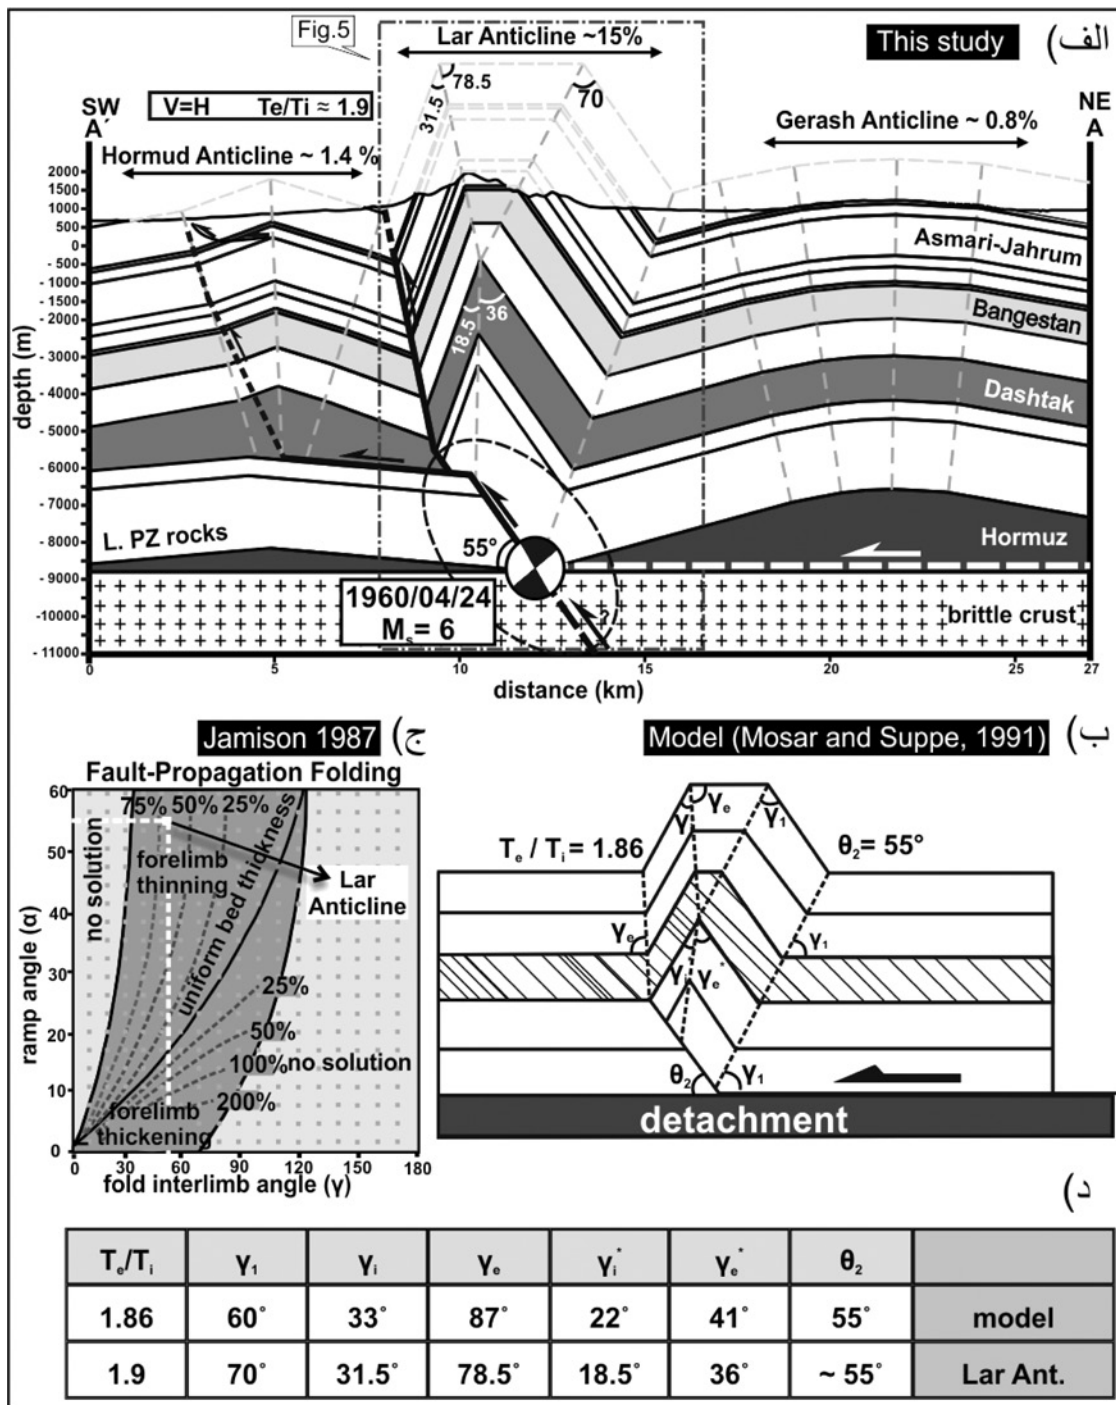 Fig.5
Lar Anticline ~15%
This study
الف)
SW
A´
V=H Te/Ti ≈ 1.9
31.5
78.5
70
NE
A
Hormud Anticline ~ 1.4 %
Gerash Anticline ~ 0.8%
depth (m)
2000
1500
1000
500
0
- 500
-1000
-1500
-2000
-3000
-4000
-5000
-6000
-7000
-8000
-9000
-10000
-11000
Asmari-Jahrum
Bangestan
Dashtak
Hormuz
brittle crust
18.5
36
L. PZ rocks
55°
1960/04/24
Ms= 6
?
0 5 10 15 20 25 27
distance (km)
Jamison 1987
ج)
Fault-Propagation Folding
ramp angle (α)
60
50
40
30
20
10
0
75% 50% 25%
no solution
forelimb
thinning
uniform bed thickness
Lar
Anticline
25%
50%
100%
no solution
200%
forelimb
thickening
0 30 60 90 120 150 180
fold interlimb angle (γ)
Model (Mosar and Suppe, 1991)
ب)
Te / Ti = 1.86
θ2= 55°
γ
γe
γ1
γe
γ1
γ
γe*
θ2
γ1
detachment
د)
Te/Ti γ1 γi γe γi* γe* θ2
1.86 60° 33° 87° 22° 41° 55° model
1.9 70° 31.5° 78.5° 18.5° 36° ~ 55° Lar Ant.